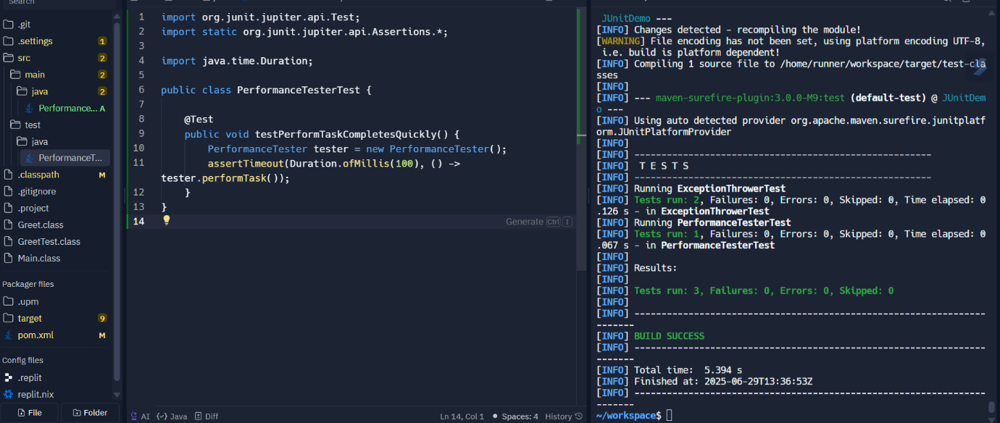 Search
.git
.settings 1
src 2
main 2
java 2
Performance... A
test
java
PerformanceT...
.classpath M
.gitignore
.project
Greet.class
GreetTest.class
Main.class
Packager files
.upm
target 9
pom.xml M
Config files
.replit
replit.nix
File Folder
1 import org.junit.jupiter.api.Test;
2 import static org.junit.jupiter.api.Assertions.*;
3
4 import java.time.Duration;
5
6 public class PerformanceTesterTest {
7
8 @Test
9 public void testPerformTaskCompletesQuickly() {
10 PerformanceTester tester = new PerformanceTester();
11 assertTimeout(Duration.ofMillis(100), () ->
tester.performTask());
12 }
13 }
14 Generate Ctrl I
AI Java Diff Ln 14, Col 1 Spaces: 4 History
JUnitDemo ---
[INFO] Changes detected - recompiling the module!
[WARNING] File encoding has not been set, using platform encoding UTF-8,
i.e. build is platform dependent!
[INFO] Compiling 1 source file to /home/runner/workspace/target/test-cla
sses
[INFO]
[INFO] --- maven-surefire-plugin:3.0.0-M9:test (default-test) @ JUnitDem
o ---
[INFO] Using auto detected provider org.apache.maven.surefire.junitplatf
orm.JUnitPlatformProvider
[INFO]
[INFO] -------------------------------------------------------
[INFO] T E S T S
[INFO] -------------------------------------------------------
[INFO] Running ExceptionThrowerTest
[INFO] Tests run: 2, Failures: 0, Errors: 0, Skipped: 0, Time elapsed: 0
.126 s - in ExceptionThrowerTest
[INFO] Running PerformanceTesterTest
[INFO] Tests run: 1, Failures: 0, Errors: 0, Skipped: 0, Time elapsed: 0
.067 s - in PerformanceTesterTest
[INFO]
[INFO] Results:
[INFO]
[INFO] Tests run: 3, Failures: 0, Errors: 0, Skipped: 0
[INFO]
[INFO] -----------------------------------------------------------------
-------
[INFO] BUILD SUCCESS
[INFO] -----------------------------------------------------------------
-------
[INFO] Total time:  5.394 s
[INFO] Finished at: 2025-06-29T13:36:53Z
[INFO] -----------------------------------------------------------------
-------
~/workspace$